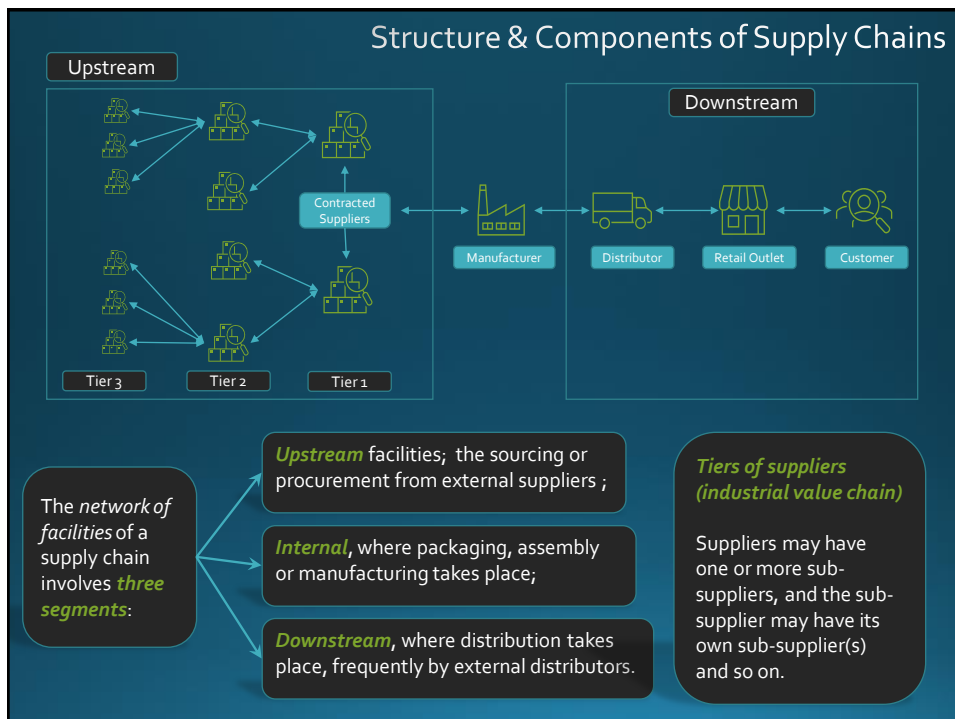 Structure & Components of Supply Chains
Upstream
Downstream
Contracted
Suppliers
Manufacturer
Distributor
Retail Outlet
Customer
Tier 3
Tier 2
Tier 1
The network of
facilities of a
supply chain
involves three
segments:
Upstream facilities; the sourcing or
procurement from external suppliers ;
Internal, where packaging, assembly
or manufacturing takes place;
Downstream, where distribution takes
place, frequently by external distributors.
Tiers of suppliers
(industrial value chain)
Suppliers may have
one or more sub-
suppliers, and the sub-
supplier may have its
own sub-supplier(s)
and so on.